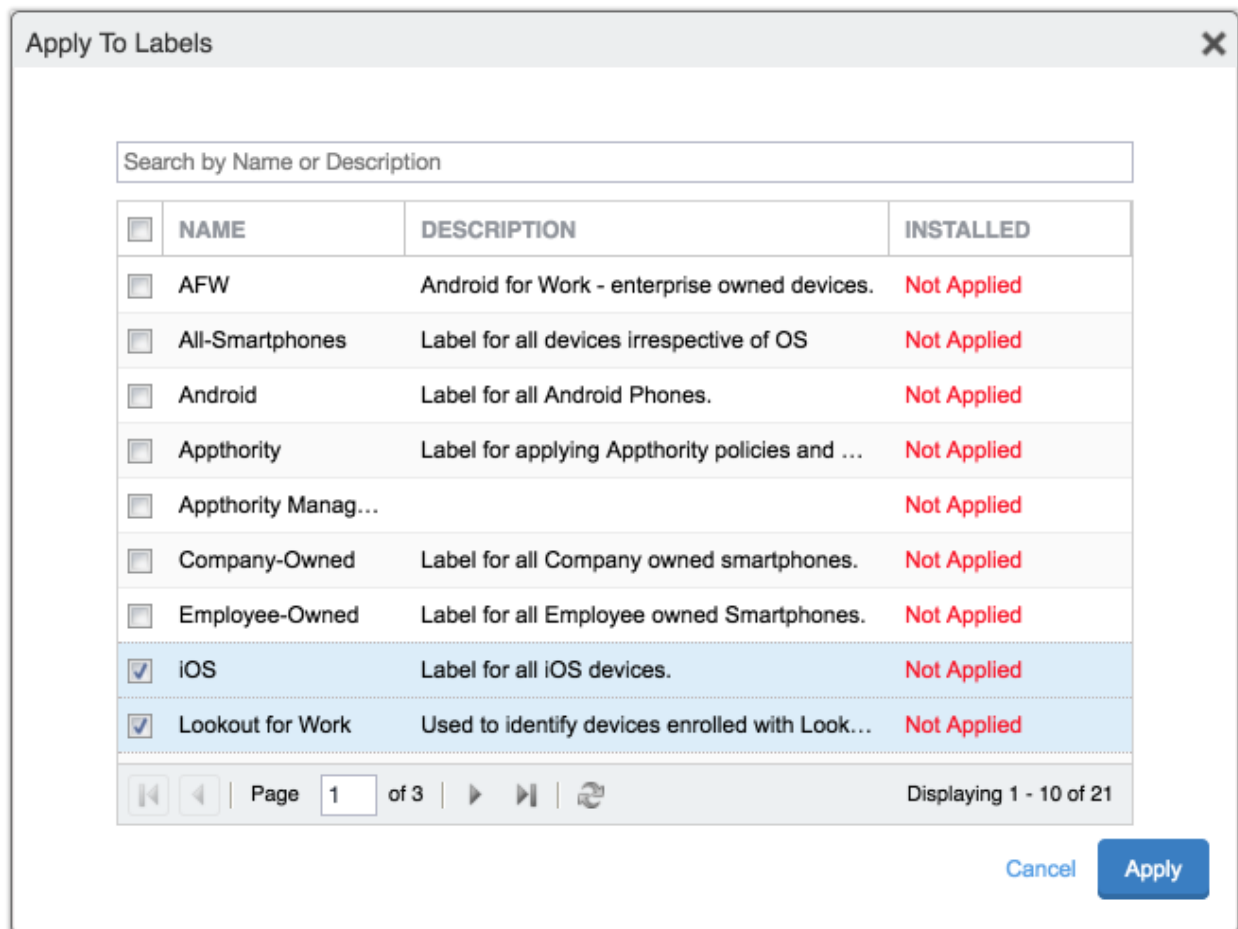 Apply To Labels
Search by Name or Description
NAME DESCRIPTION INSTALLED
AFW Android for Work - enterprise owned devices. Not Applied
All-Smartphones Label for all devices irrespective of OS Not Applied
Android Label for all Android Phones. Not Applied
Appthority Label for applying Appthority policies and ... Not Applied
Appthority Manag... Not Applied
Company-Owned Label for all Company owned smartphones. Not Applied
Employee-Owned Label for all Employee owned Smartphones. Not Applied
iOS Label for all iOS devices. Not Applied
Lookout for Work Used to identify devices enrolled with Look... Not Applied
Page 1 of 3 Displaying 1 - 10 of 21
Cancel Apply